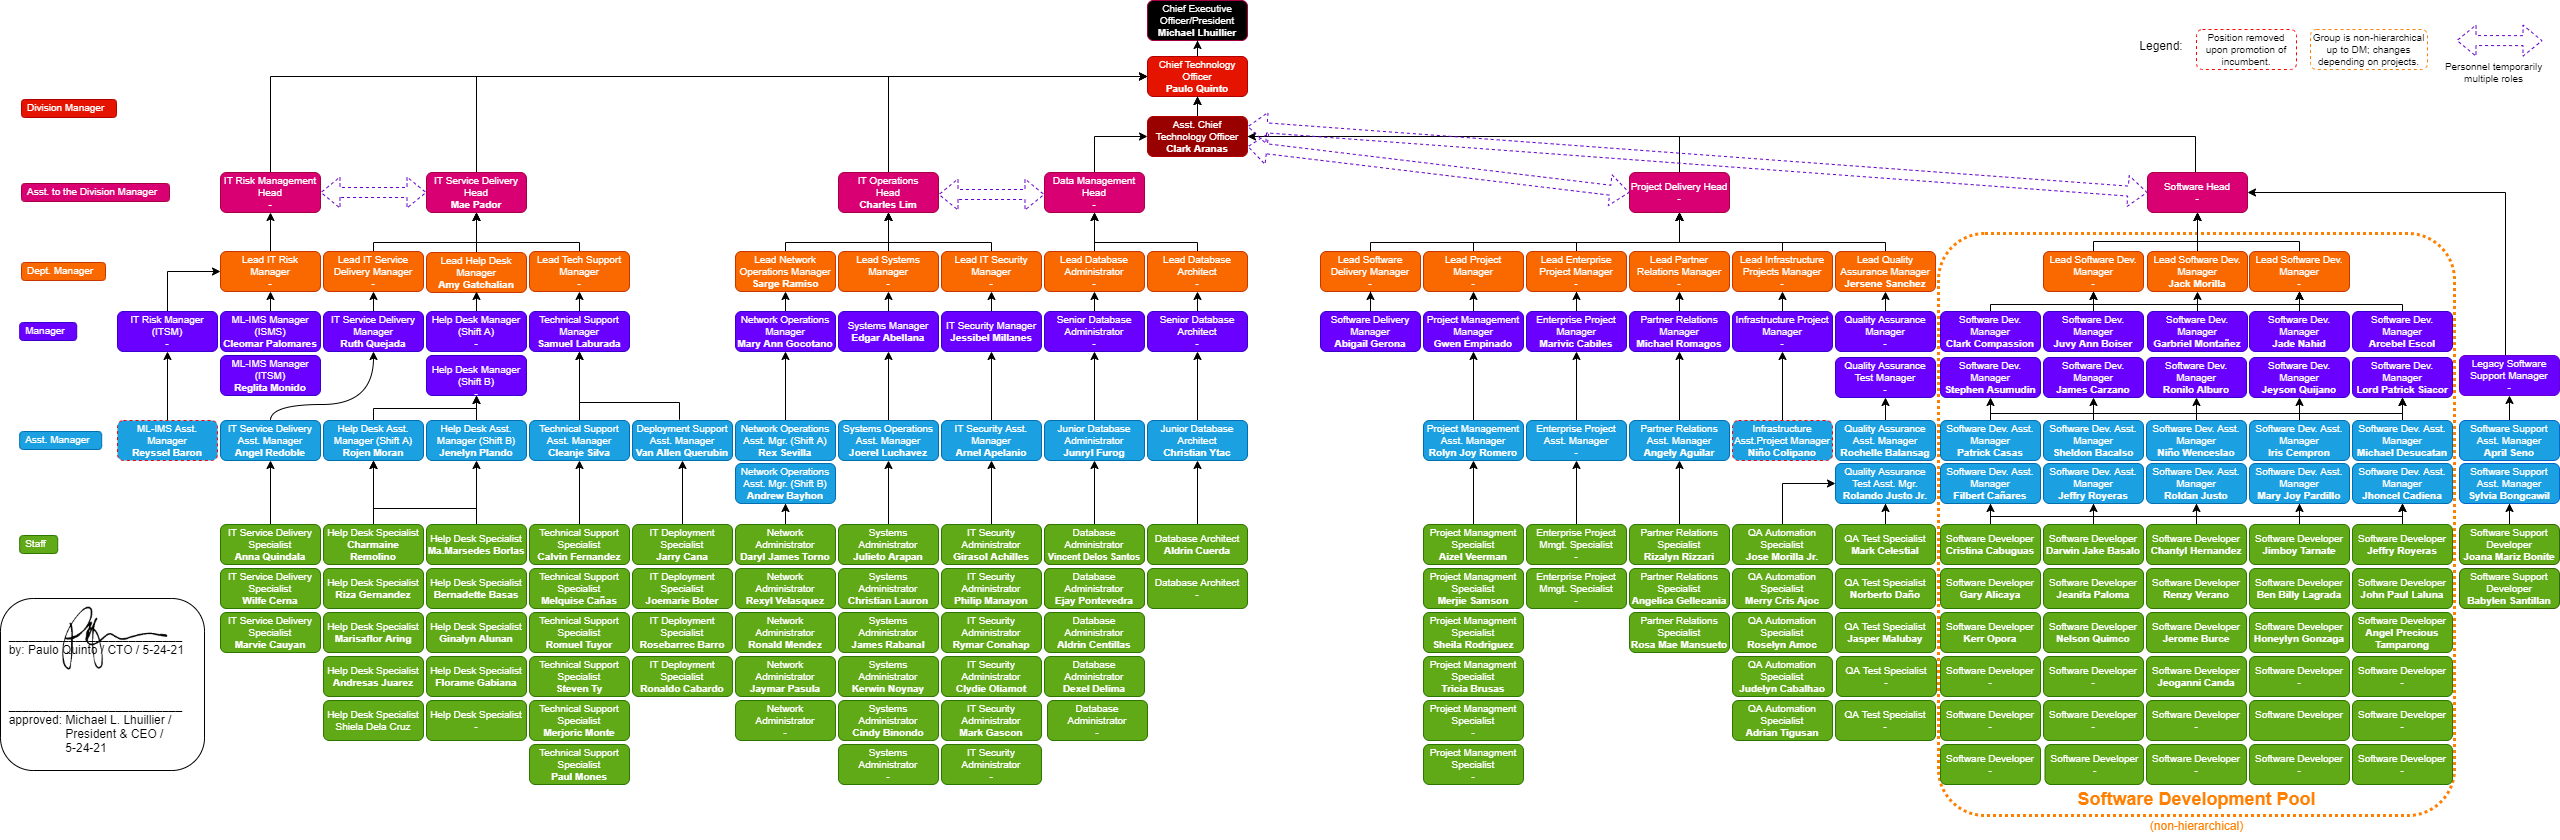 Chief Executive
Officer/President
Michael Lhuillier
Legend:
Position removed
upon promotion of
incumbent.
Group is non-hierarchical
up to DM; changes
depending on projects.
Personnel temporarily
multiple roles
Chief Technology
Officer
Paulo Quinto
Division Manager
Asst. Chief
Technology Officer
Clark Aranas
Asst. to the Division Manager
IT Risk Management
Head
-
IT Service Delivery
Head
Mae Pador
IT Operations
Head
Charles Lim
Data Management
Head
-
Project Delivery Head
-
Software Head
-
Dept. Manager
Lead IT Risk
Manager
-
Lead IT Service
Delivery Manager
-
Lead Help Desk
Manager
Amy Gatchalian
Lead Tech Support
Manager
-
Lead Network
Operations Manager
Sarge Ramiso
Lead Systems
Manager
-
Lead IT Security
Manager
-
Lead Database
Administrator
-
Lead Database
Architect
-
Lead Software
Delivery Manager
-
Lead Project
Manager
-
Lead Enterprise
Project Manager
-
Lead Partner
Relations Manager
-
Lead Infrastructure
Projects Manager
-
Lead Quality
Assurance Manager
Jersene Sanchez
Lead Software Dev.
Manager
-
Lead Software Dev.
Manager
Jack Morilla
Lead Software Dev.
Manager
-
Manager
IT Risk Manager
(ITSM)
-
ML-IMS Manager
(ISMS)
Cleomar Palomares
IT Service Delivery
Manager
Ruth Quejada
Help Desk Manager
(Shift A)
-
Technical Support
Manager
Samuel Laburada
Network Operations
Manager
Mary Ann Gocotano
Systems Manager
Edgar Abellana
IT Security Manager
Jessibel Millanes
Senior Database
Administrator
-
Senior Database
Architect
-
Software Delivery
Manager
Abigail Gerona
Project Management
Manager
Gwen Empinado
Enterprise Project
Manager
Marivic Cabiles
Partner Relations
Manager
Michael Romagos
Infrastructure Project
Manager
-
Quality Assurance
Manager
-
Software Dev.
Manager
Clark Compassion
Software Dev.
Manager
Juvy Ann Boiser
Software Dev.
Manager
Garbriel Montañez
Software Dev.
Manager
Jade Nahid
Software Dev.
Manager
Arcebel Escol
ML-IMS Manager
(ITSM)
Reglita Monido
Help Desk Manager
(Shift B)
-
Quality Assurance
Test Manager
-
Software Dev.
Manager
Stephen Asumudin
Software Dev.
Manager
James Carzano
Software Dev.
Manager
Ronilo Alburo
Software Dev.
Manager
Jeyson Quijano
Software Dev.
Manager
Lord Patrick Siacor
Legacy Software
Support Manager
-
Asst. Manager
ML-IMS Asst.
Manager
Reyssel Baron
IT Service Delivery
Asst. Manager
Angel Redoble
Help Desk Asst.
Manager (Shift A)
Rojen Moran
Help Desk Asst.
Manager (Shift B)
Jenelyn Plando
Technical Support
Asst. Manager
Cleanje Silva
Deployment Support
Asst. Manager
Van Allen Querubin
Network Operations
Asst. Mgr. (Shift A)
Rex Sevilla
Systems Operations
Asst. Manager
Joerel Luchavez
IT Security Asst.
Manager
Arnel Apelanio
Junior Database
Administrator
Junryl Furog
Junior Database
Architect
Christian Ytac
Project Management
Asst. Manager
Rolyn Joy Romero
Enterprise Project
Asst. Manager
-
Partner Relations
Asst. Manager
Angely Aguilar
Infrastructure
Asst.Project Manager
Niño Colipano
Quality Assurance
Asst. Manager
Rochelle Balansag
Software Dev. Asst.
Manager
Patrick Casas
Software Dev. Asst.
Manager
Sheldon Bacalso
Software Dev. Asst.
Manager
Niño Wenceslao
Software Dev. Asst.
Manager
Iris Cempron
Software Dev. Asst.
Manager
Michael Desucatan
Software Support
Asst. Manager
April Seno
Network Operations
Asst. Mgr. (Shift B)
Andrew Bayhon
Quality Assurance
Test Asst. Mgr.
Rolando Justo Jr.
Software Dev. Asst.
Manager
Filbert Cañares
Software Dev. Asst.
Manager
Jeffry Royeras
Software Dev. Asst.
Manager
Roldan Justo
Software Dev. Asst.
Manager
Mary Joy Pardillo
Software Dev. Asst.
Manager
Jhoncel Cadiena
Software Support
Asst. Manager
Sylvia Bongcawil
Staff
IT Service Delivery
Specialist
Anna Quindala
Help Desk Specialist
Charmaine
Remolino
Help Desk Specialist
Ma.Marsedes Borlas
Technical Support
Specialist
Calvin Fernandez
IT Deployment
Specialist
Jarry Cana
Network
Administrator
Daryl James Torno
Systems
Administrator
Julieto Arapan
IT Security
Administrator
Girasol Achilles
Database
Administrator
Vincent Delos Santos
Database Architect
Aldrin Cuerda
Project Managment
Specialist
Aizel Veerman
Enterprise Project
Mmgt. Specialist
-
Partner Relations
Specialist
Rizalyn Rizzari
QA Automation
Specialist
Jose Morilla Jr.
QA Test Specialist
Mark Celestial
Software Developer
Cristina Cabuguas
Software Developer
Darwin Jake Basalo
Software Developer
Chantyl Hernandez
Software Developer
Jimboy Tarnate
Software Developer
Jeffry Royeras
Software Support
Developer
Joana Mariz Bonite
IT Service Delivery
Specialist
Wilfe Cerna
Help Desk Specialist
Riza Gernandez
Help Desk Specialist
Bernadette Basas
Technical Support
Specialist
Melquise Cañas
IT Deployment
Specialist
Joemarie Boter
Network
Administrator
Rexyl Velasquez
Systems
Administrator
Christian Lauron
IT Security
Administrator
Philip Manayon
Database
Administrator
Ejay Pontevedra
Database Architect
-
Project Managment
Specialist
Merjie Samson
Enterprise Project
Mmgt. Specialist
-
Partner Relations
Specialist
Angelica Gellecania
QA Automation
Specialist
Merry Cris Ajoc
QA Test Specialist
Norberto Daño
Software Developer
Gary Alicaya
Software Developer
Jeanita Paloma
Software Developer
Renzy Verano
Software Developer
Ben Billy Lagrada
Software Developer
John Paul Laluna
Software Support
Developer
Babylen Santillan
IT Service Delivery
Specialist
Marvie Cauyan
Help Desk Specialist
Marisaflor Aring
Help Desk Specialist
Ginalyn Alunan
Technical Support
Specialist
Romuel Tuyor
IT Deployment
Specialist
Rosebarrec Barro
Network
Administrator
Ronald Mendez
Systems
Administrator
James Rabanal
IT Security
Administrator
Rymar Conahap
Database
Administrator
Aldrin Centillas
Project Managment
Specialist
Sheila Rodriguez
Partner Relations
Specialist
Rosa Mae Mansueto
QA Automation
Specialist
Roselyn Amoc
QA Test Specialist
Jasper Malubay
Software Developer
Kerr Opora
Software Developer
Nelson Quimco
Software Developer
Jerome Burce
Software Developer
Honeylyn Gonzaga
Software Developer
Angel Precious
Tamparong
Help Desk Specialist
Andresas Juarez
Help Desk Specialist
Florame Gabiana
Technical Support
Specialist
Steven Ty
IT Deployment
Specialist
Ronaldo Cabardo
Network
Administrator
Jaymar Pasula
Systems
Administrator
Kerwin Noynay
IT Security
Administrator
Clydie Oliamot
Database
Administrator
Dexel Delima
Project Managment
Specialist
Tricia Brusas
QA Automation
Specialist
Judelyn Cabalhao
QA Test Specialist
-
Software Developer
-
Software Developer
-
Software Developer
Jeoganni Canda
Software Developer
-
Software Developer
-
Help Desk Specialist
Shiela Dela Cruz
Help Desk Specialist
-
Technical Support
Specialist
Merjoric Monte
Network
Administrator
-
Systems
Administrator
Cindy Binondo
IT Security
Administrator
Mark Gascon
Database
Administrator
-
Project Managment
Specialist
-
QA Automation
Specialist
Adrian Tigusan
QA Test Specialist
-
Software Developer
-
Software Developer
-
Software Developer
-
Software Developer
-
Software Developer
-
Technical Support
Specialist
Paul Mones
Systems
Administrator
-
IT Security
Administrator
-
Project Managment
Specialist
-
Software Developer
-
Software Developer
-
Software Developer
-
Software Developer
-
Software Developer
-
by: Paulo Quinto / CTO / 5-24-21
approved: Michael L. Lhuillier /
President & CEO /
5-24-21
Software Development Pool
(non-hierarchical)